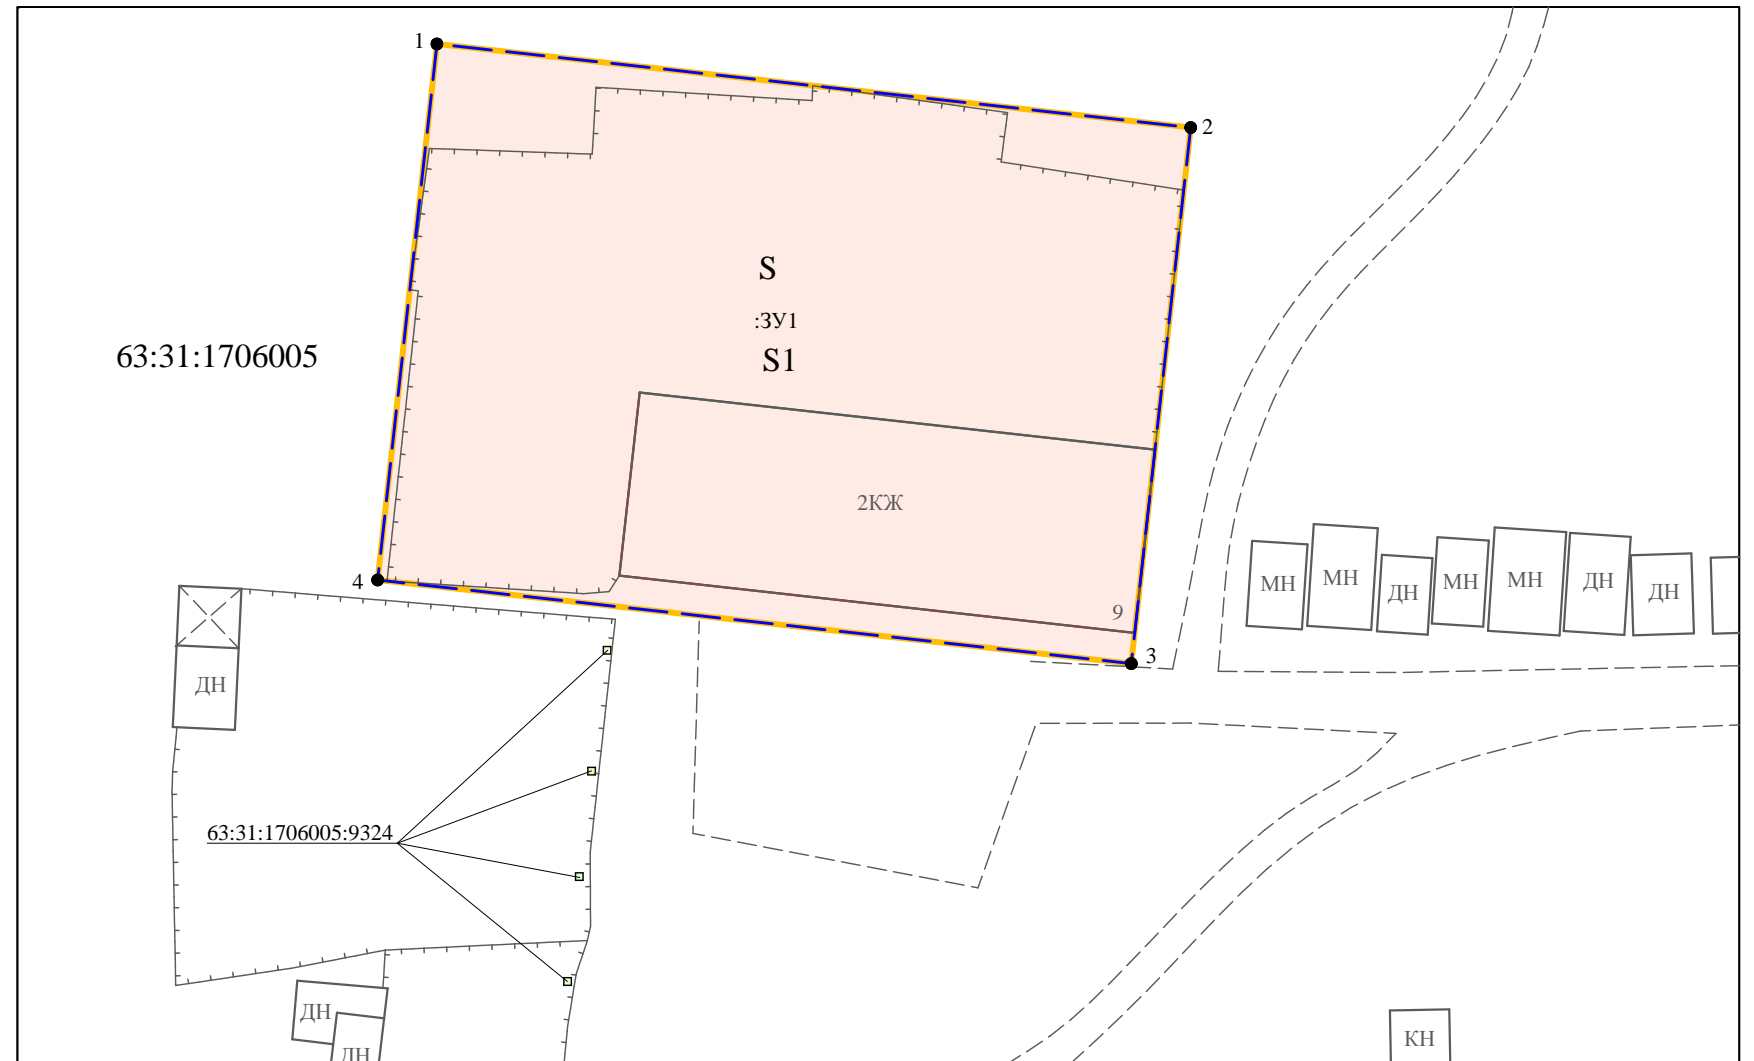 1
2
S
:ЗУ1
63:31:1706005
S1
2КЖ
МН
МН
ДН
МН
МН
ДН
ДН
4
9
3
ДН
63:31:1706005:9324
ДН
ДН
КН